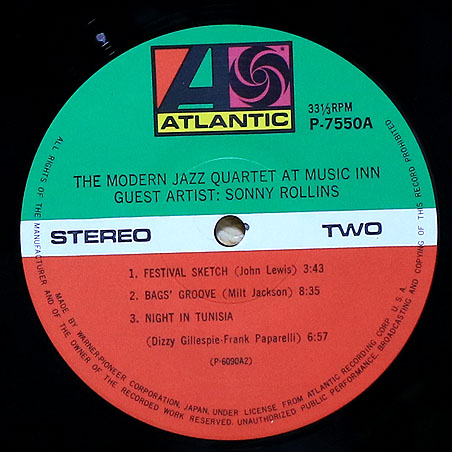 ATLANTIC
33⅓RPM
P-7550A
THE MODERN JAZZ QUARTET AT MUSIC INN
GUEST ARTIST: SONNY ROLLINS
STEREO
TWO
1. FESTIVAL SKETCH (John Lewis) 3:43
2. BAGS' GROOVE (Milt Jackson) 8:35
3. NIGHT IN TUNISIA
(Dizzy Gillespie-Frank Paparelli) 6:57
(P-6090A2)
ALL RIGHTS OF THE MANUFACTURER AND OF THE OWNER OF THE RECORDED WORK RESERVED. UNAUTHORIZED PUBLIC PERFORMANCE, BROADCASTING AND COPYING OF THIS RECORD PROHIBITED
MADE BY WARNER-PIONEER CORPORATION, JAPAN, UNDER LICENSE FROM ATLANTIC RECORDING CORP. U. S. A.